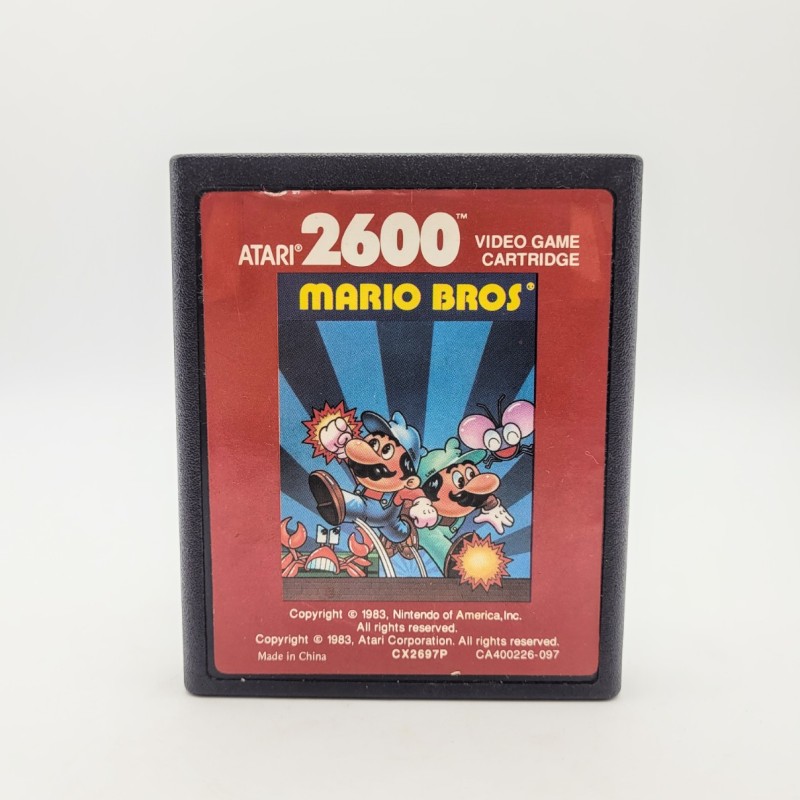 ATARI® 2600™ VIDEO GAME CARTRIDGE
MARIO BROS®
Copyright © 1983, Nintendo of America, Inc.
All rights reserved.
Copyright © 1983, Atari Corporation. All rights reserved.
Made in China CX2697P CA400226-097